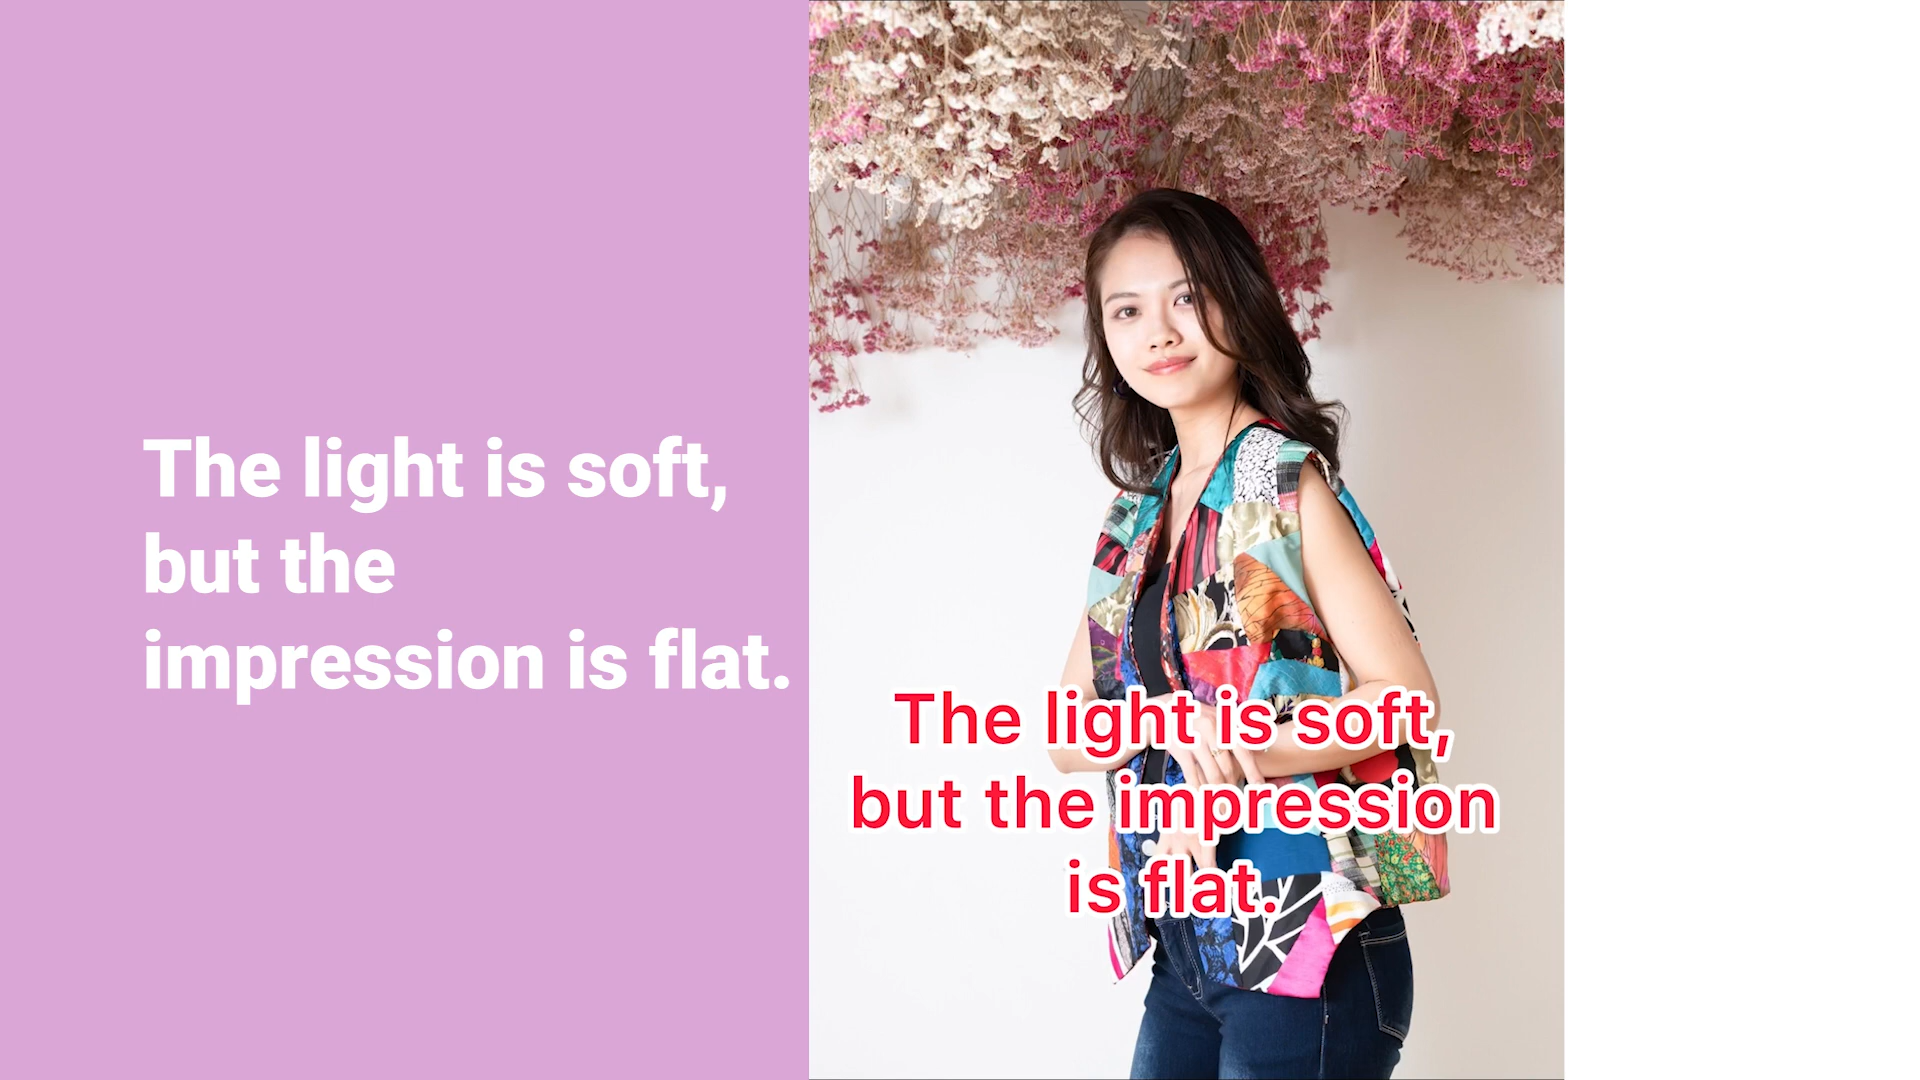 The light is soft,
but the
impression is flat.
The light is soft,
but the impression
is flat.